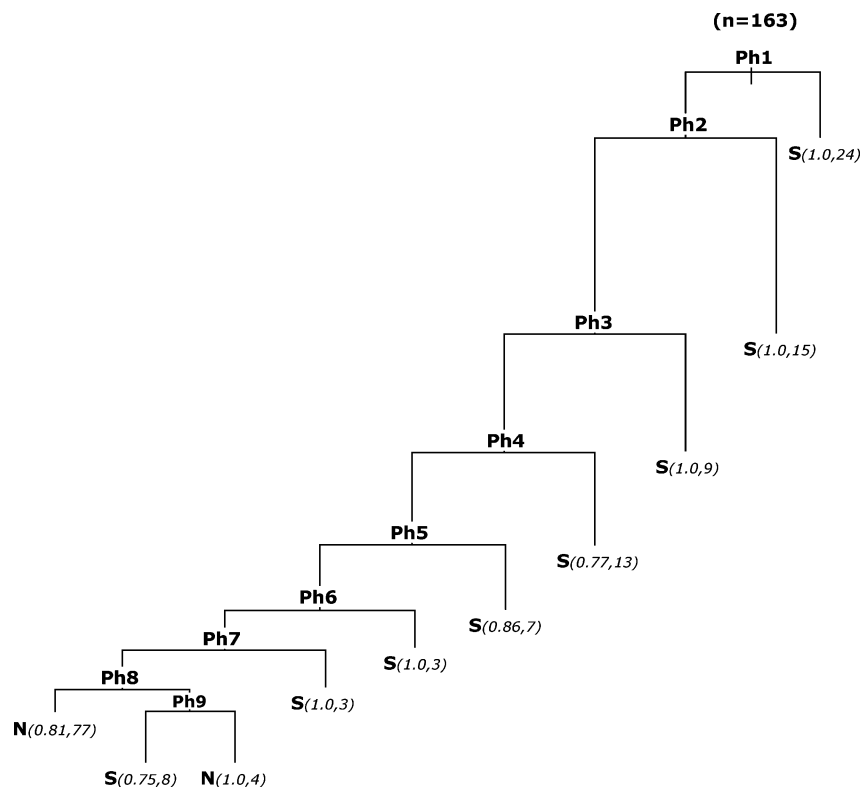 (n=163)
Ph1
Ph2
S(1.0,24)
Ph3
S(1.0,15)
Ph4
S(1.0,9)
Ph5
S(0.77,13)
Ph6
S(0.86,7)
Ph7
S(1.0,3)
Ph8
Ph9
S(1.0,3)
N(0.81,77)
S(0.75,8) N(1.0,4)